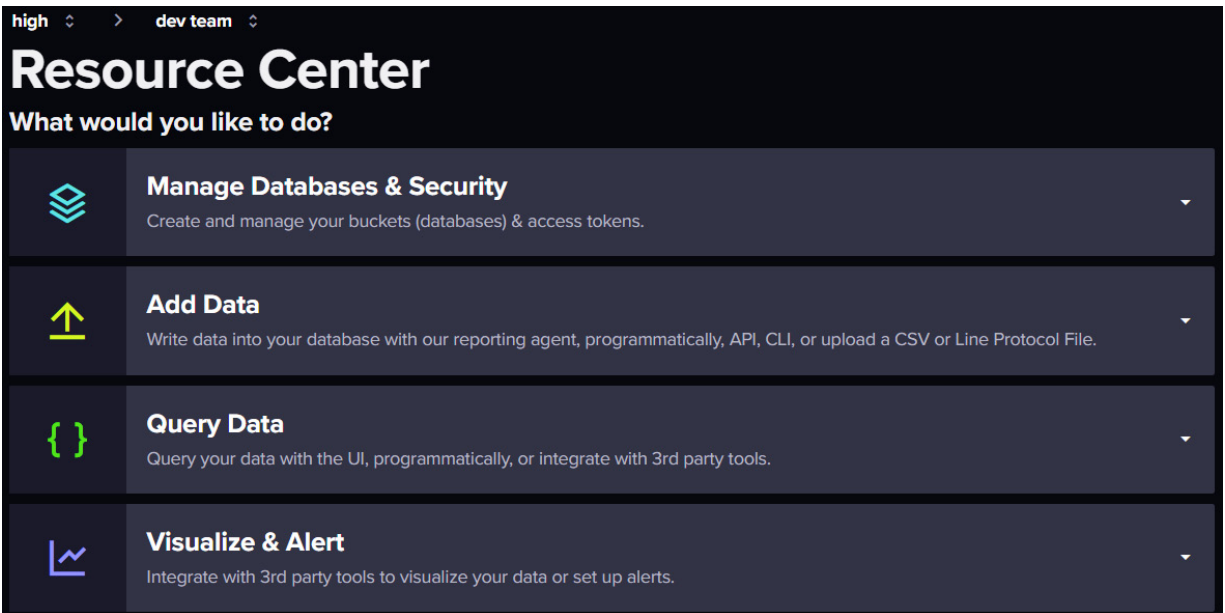 high > dev team
Resource Center
What would you like to do?
Manage Databases & Security
Create and manage your buckets (databases) & access tokens.
Add Data
Write data into your database with our reporting agent, programmatically, API, CLI, or upload a CSV or Line Protocol File.
{ }
Query Data
Query your data with the UI, programmatically, or integrate with 3rd party tools.
Visualize & Alert
Integrate with 3rd party tools to visualize your data or set up alerts.